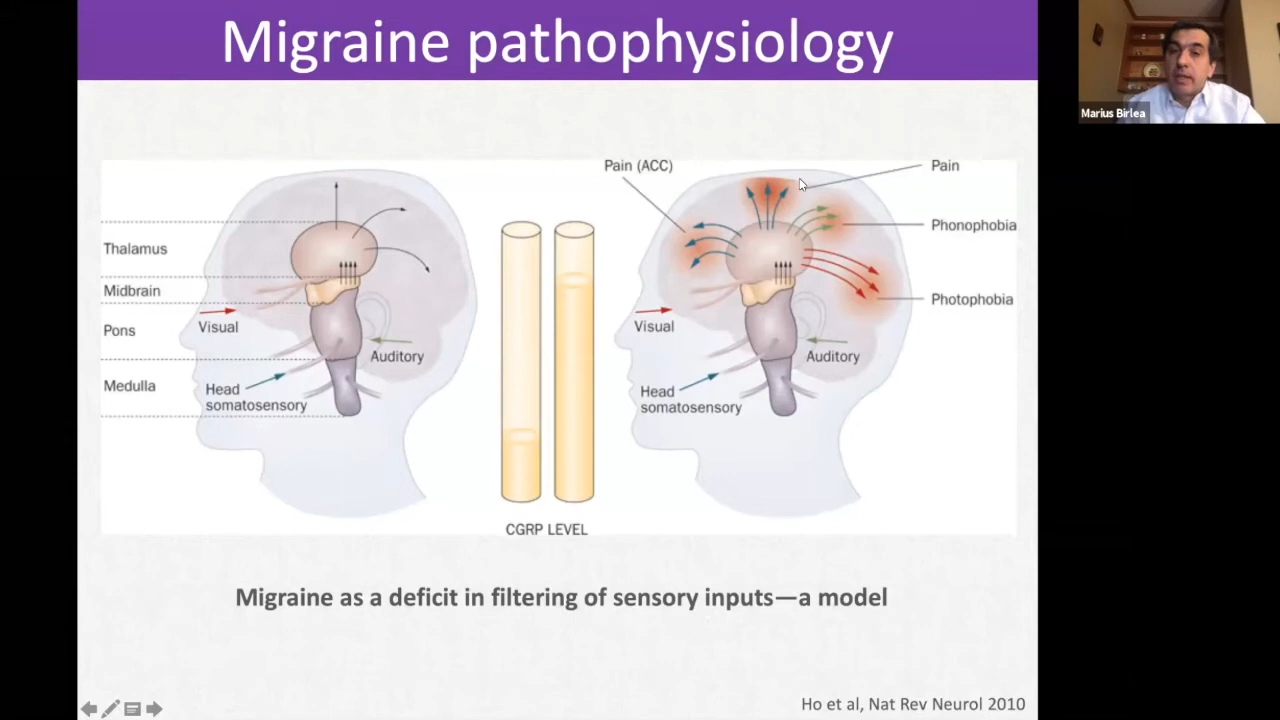 Migraine pathophysiology
Marius Birlea
Thalamus
Midbrain
Pons
Medulla
Visual
Auditory
Head
somatosensory
CGRP LEVEL
Pain (ACC)
Pain
Phonophobia
Photophobia
Visual
Auditory
Head
somatosensory
Migraine as a deficit in filtering of sensory inputs—a model
Ho et al, Nat Rev Neurol 2010